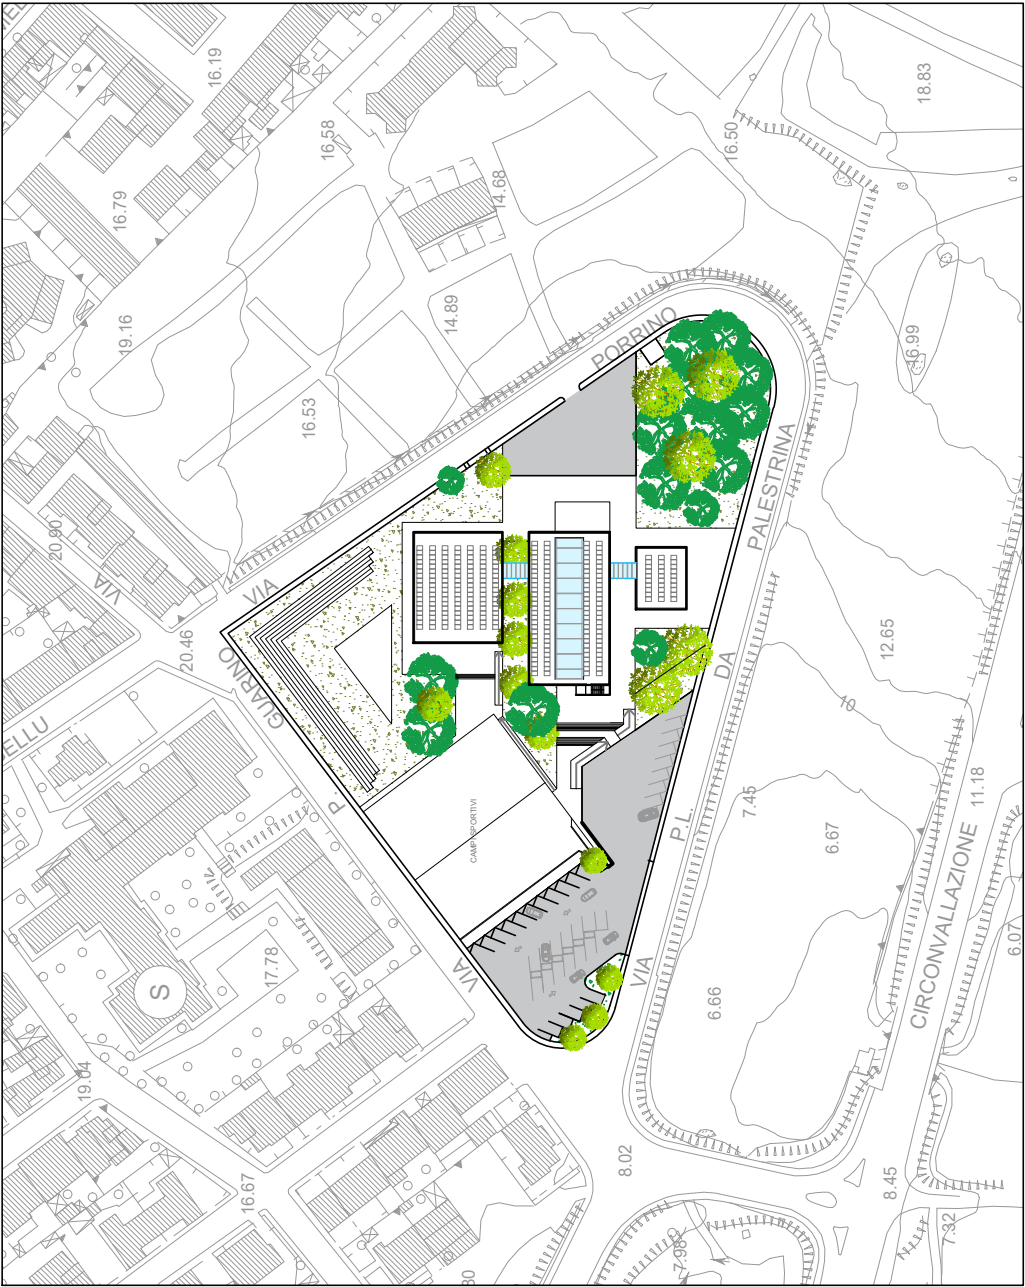 16.19
18.83
16.58
16.50
16.79
14.68
19.16
14.89
16.99
PORRINO
16.53
PALESTRINA
20.90
VIA
VIA
20.46
GUARINO
12.65
DA
10
P.
CAMPI SPORTIVI
P.L.
7.45
6.67
11.18
CIRCONVALLAZIONE
VIA
VIA
17.78
S
6.66
6.07
19.04
8.02
16.67
8.45
7.32
7.98